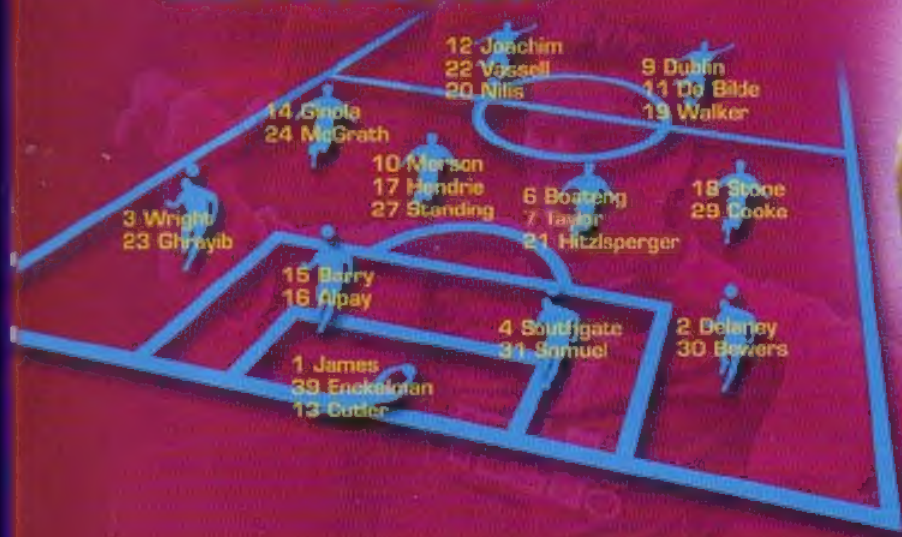 12 Joachim
22 Vassell
20 Nilis
9 Dublin
11 De Bilde
19 Walker
14 Ginola
24 McGrath
10 Merson
17 Hendrie
27 Standing
6 Boateng
7 Taylor
21 Hitzlsperger
18 Stone
29 Cooke
3 Wright
23 Ghrayib
15 Barry
16 Alpay
4 Southgate
31 Samuel
2 Delaney
30 Bewers
1 James
39 Enckelman
13 Cutler